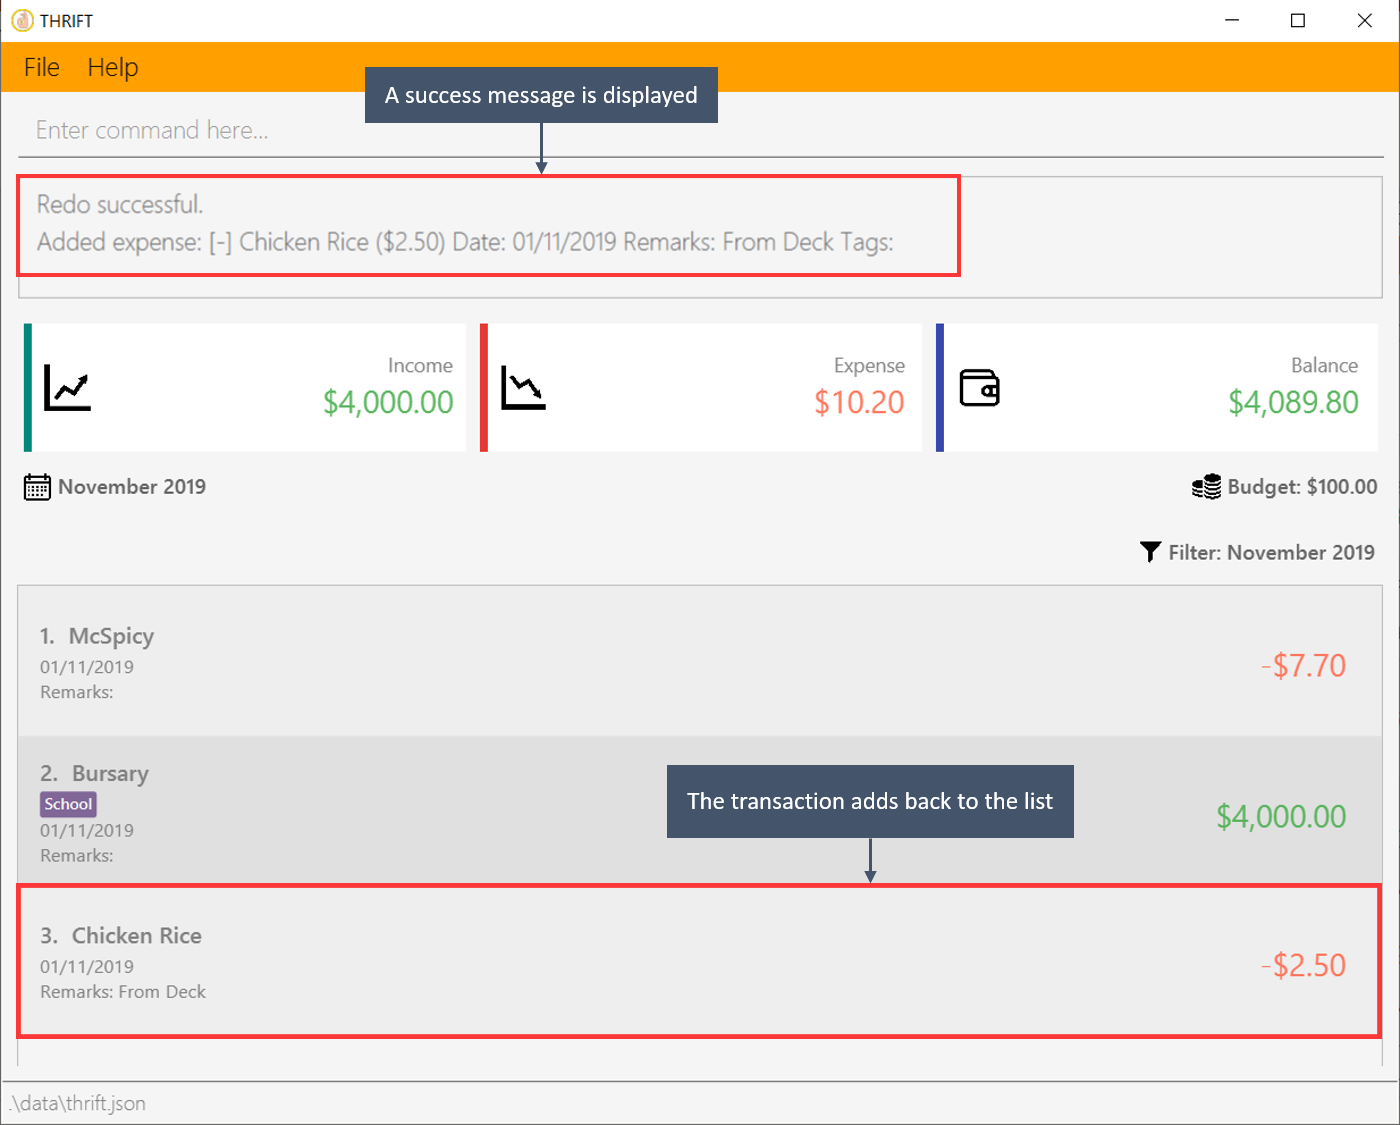 THRIFT
File Help
A success message is displayed
Enter command here...
Redo successful.
Added expense: [-] Chicken Rice ($2.50) Date: 01/11/2019 Remarks: From Deck Tags:
Income
$4,000.00
Expense
$10.20
Balance
$4,089.80
November 2019
Budget: $100.00
Filter: November 2019
1. McSpicy
01/11/2019
Remarks:
-$7.70
2. Bursary
School
01/11/2019
Remarks:
$4,000.00
The transaction adds back to the list
3. Chicken Rice
01/11/2019
Remarks: From Deck
-$2.50
.\data\thrift.json